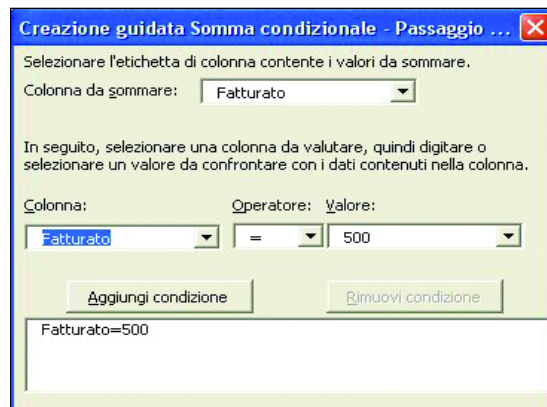 Creazione guidata Somma condizionale - Passaggio ...
Selezionare l'etichetta di colonna contente i valori da sommare.
Colonna da sommare: Fatturato
In seguito, selezionare una colonna da valutare, quindi digitare o
selezionare un valore da confrontare con i dati contenuti nella colonna.
Colonna: Operatore: Valore:
Fatturato = 500
Aggiungi condizione Rimuovi condizione
Fatturato=500